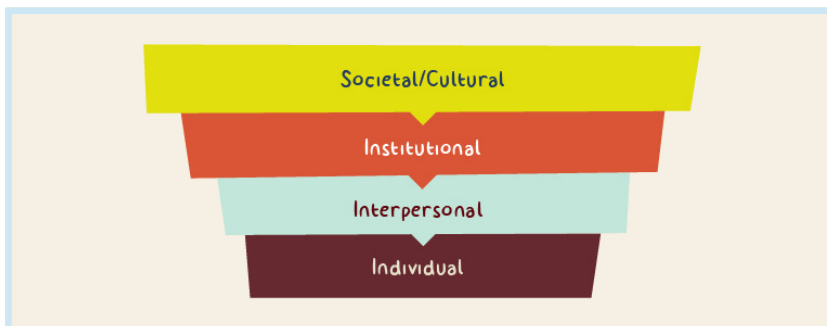 Societal/Cultural
Institutional
Interpersonal
Individual